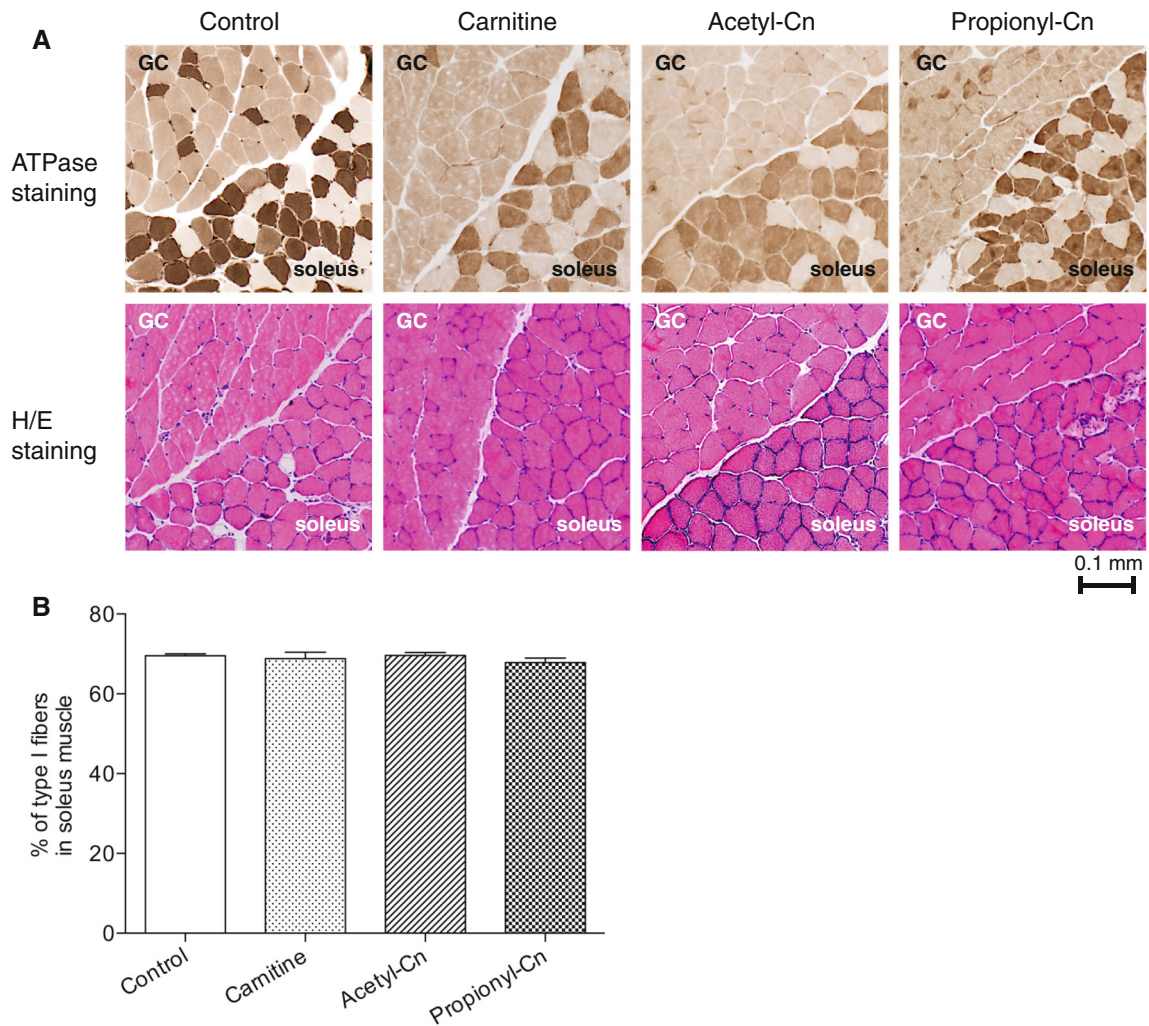 Control Carnitine Acetyl-Cn Propionyl-Cn
A
GC GC GC GC
ATPase
staining
soleus soleus soleus soleus
GC GC GC GC
H/E
staining
soleus soleus soleus soleus
0.1 mm
B
80
60
40
20
0
% of type I fibers
in soleus muscle
Control
Carnitine
Acetyl-Cn
Propionyl-Cn